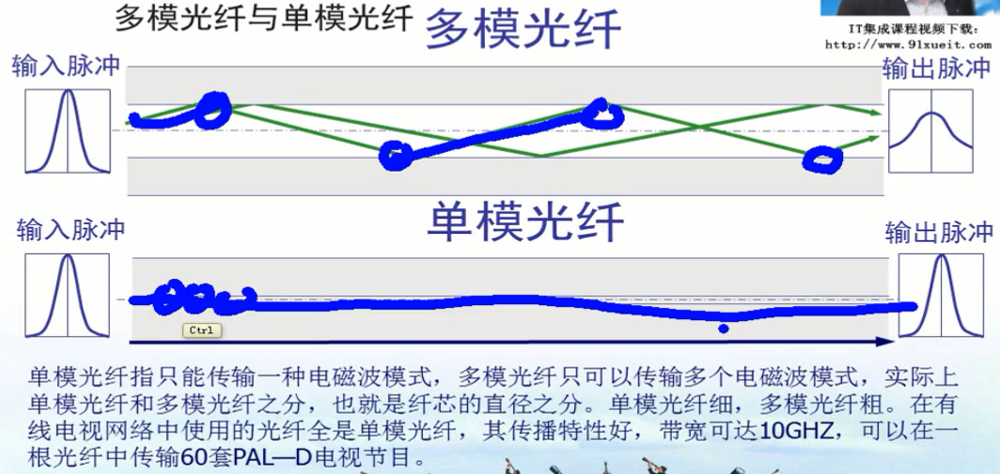 多模光纤与单模光纤
多模光纤
IT集成课程视频下载：
http://www.91xueit.com
输入脉冲
输出脉冲
单模光纤
输入脉冲
输出脉冲
Ctrl
单模光纤指只能传输一种电磁波模式，多模光纤只可以传输多个电磁波模式，实际上
单模光纤和多模光纤之分，也就是纤芯的直径之分。单模光纤细，多模光纤粗。在有
线电视网络中使用的光纤全是单模光纤，其传播特性好，带宽可达10GHZ，可以在一
根光纤中传输60套PAL—D电视节目。